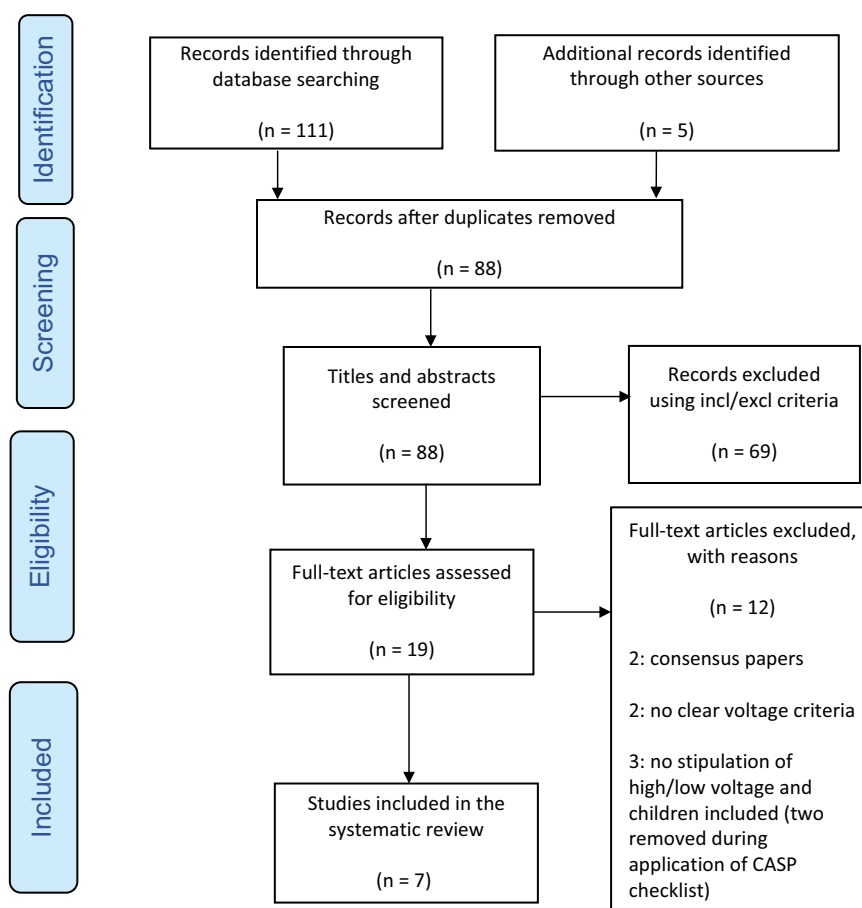 Identification
Records identified through
database searching
(n = 111)
Additional records identified
through other sources
(n = 5)
Records after duplicates removed
(n = 88)
Screening
Titles and abstracts
screened
(n = 88)
Records excluded
using incl/excl criteria
(n = 69)
Eligibility
Full-text articles assessed
for eligibility
(n = 19)
Full-text articles excluded,
with reasons
(n = 12)
2: consensus papers
2: no clear voltage criteria
3: no stipulation of
high/low voltage and
children included (two
removed during
application of CASP
checklist)
Included
Studies included in the
systematic review
(n = 7)